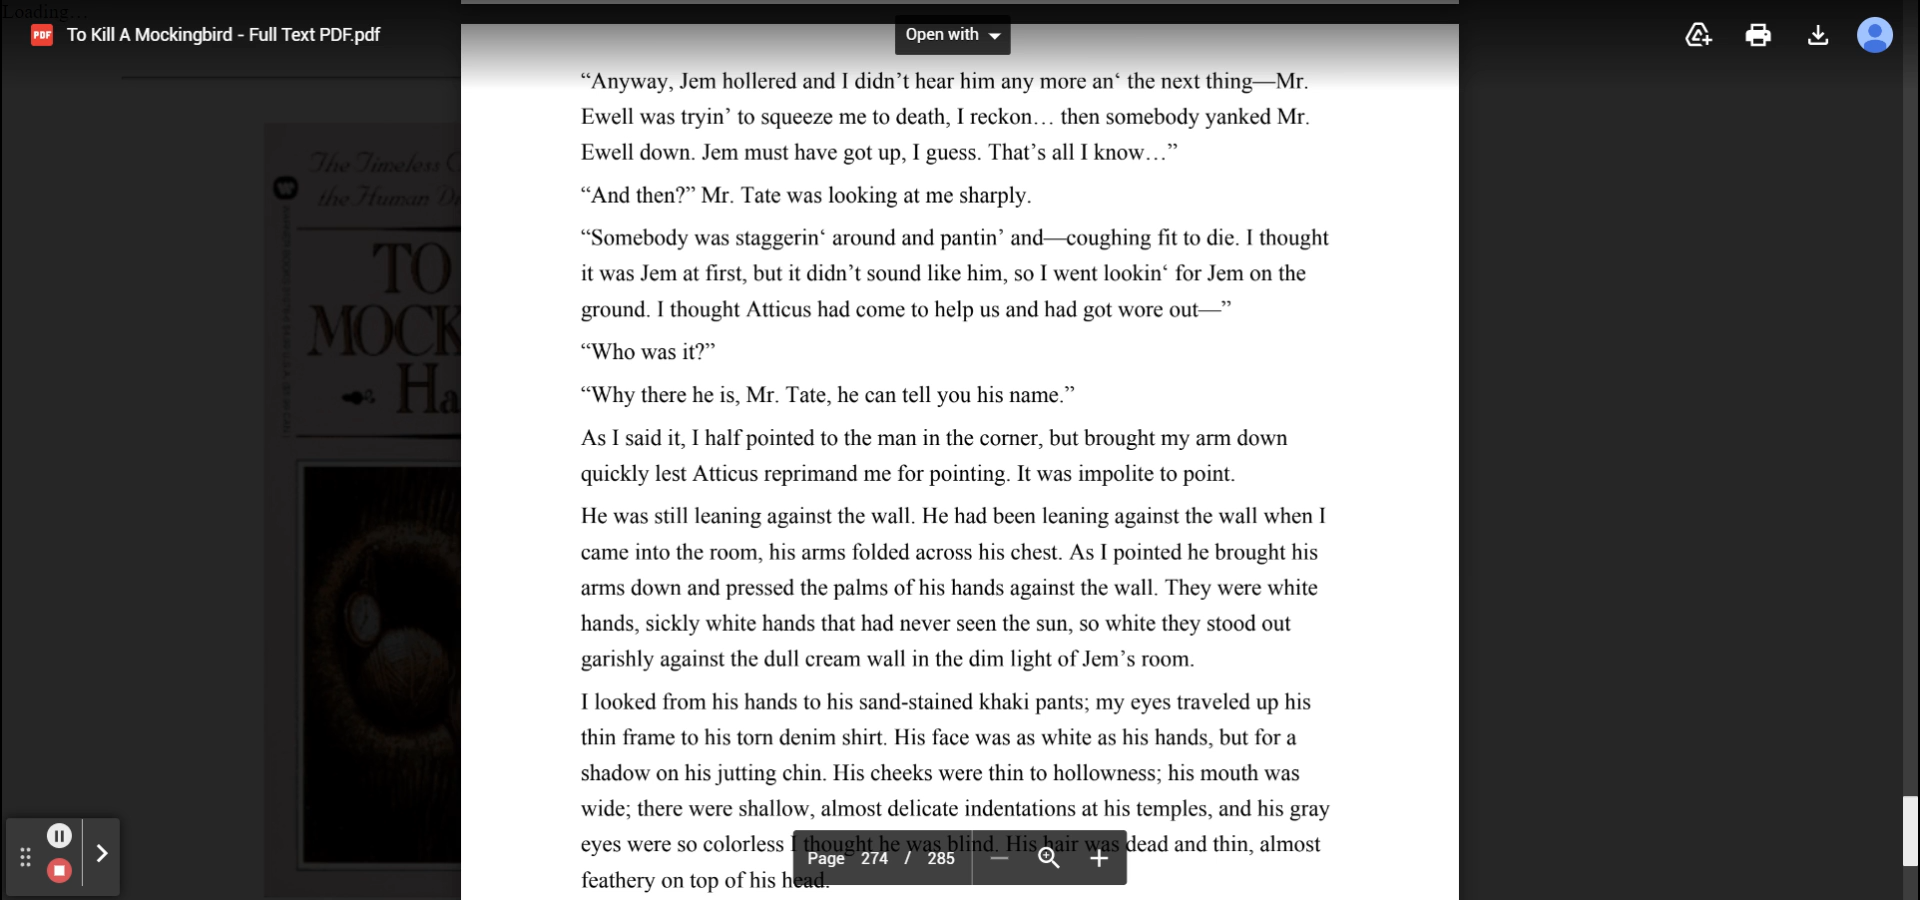 Loading…
PDF
To Kill A Mockingbird - Full Text PDF.pdf
Open with
The Timeless C
the Human Dr
TO
MOCK
Ha
“Anyway, Jem hollered and I didn’t hear him any more an‘ the next thing—Mr.
Ewell was tryin’ to squeeze me to death, I reckon… then somebody yanked Mr.
Ewell down. Jem must have got up, I guess. That’s all I know…”
“And then?” Mr. Tate was looking at me sharply.
“Somebody was staggerin‘ around and pantin’ and—coughing fit to die. I thought
it was Jem at first, but it didn’t sound like him, so I went lookin‘ for Jem on the
ground. I thought Atticus had come to help us and had got wore out—”
“Who was it?”
“Why there he is, Mr. Tate, he can tell you his name.”
As I said it, I half pointed to the man in the corner, but brought my arm down
quickly lest Atticus reprimand me for pointing. It was impolite to point.
He was still leaning against the wall. He had been leaning against the wall when I
came into the room, his arms folded across his chest. As I pointed he brought his
arms down and pressed the palms of his hands against the wall. They were white
hands, sickly white hands that had never seen the sun, so white they stood out
garishly against the dull cream wall in the dim light of Jem’s room.
I looked from his hands to his sand-stained khaki pants; my eyes traveled up his
thin frame to his torn denim shirt. His face was as white as his hands, but for a
shadow on his jutting chin. His cheeks were thin to hollowness; his mouth was
wide; there were shallow, almost delicate indentations at his temples, and his gray
eyes were so colorless I thought he was blind. His hair was dead and thin, almost
feathery on top of his head.
Page 274 / 285